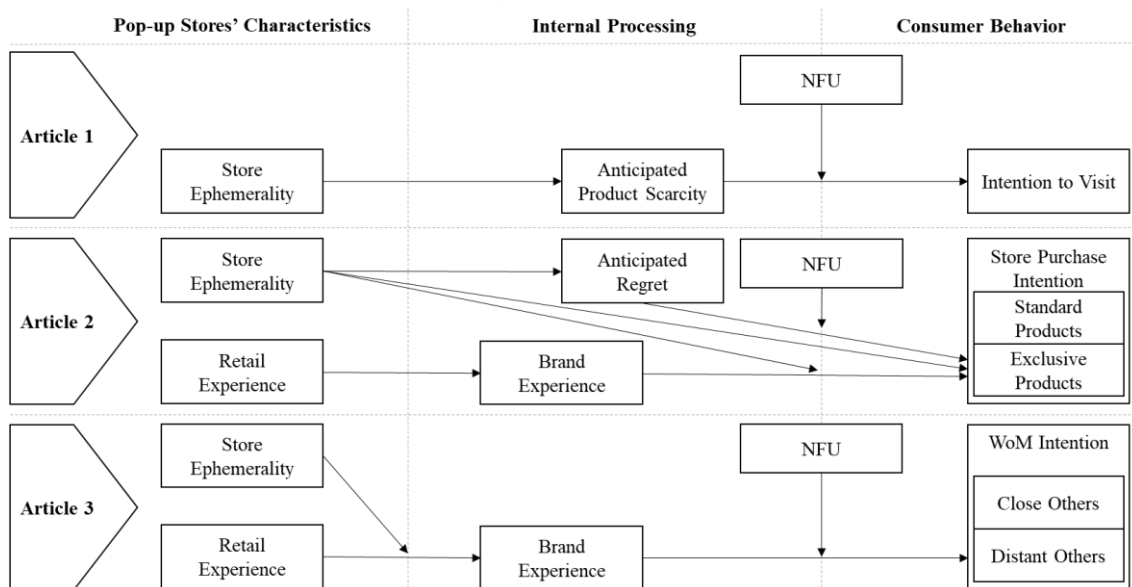 Pop-up Stores’ Characteristics
Internal Processing
Consumer Behavior
Article 1
NFU
Store
Ephemerality
Anticipated
Product Scarcity
Intention to Visit
Article 2
Store
Ephemerality
Anticipated
Regret
NFU
Store Purchase
Intention
Standard
Products
Exclusive
Products
Retail
Experience
Brand
Experience
Article 3
Store
Ephemerality
NFU
WoM Intention
Close Others
Distant Others
Retail
Experience
Brand
Experience